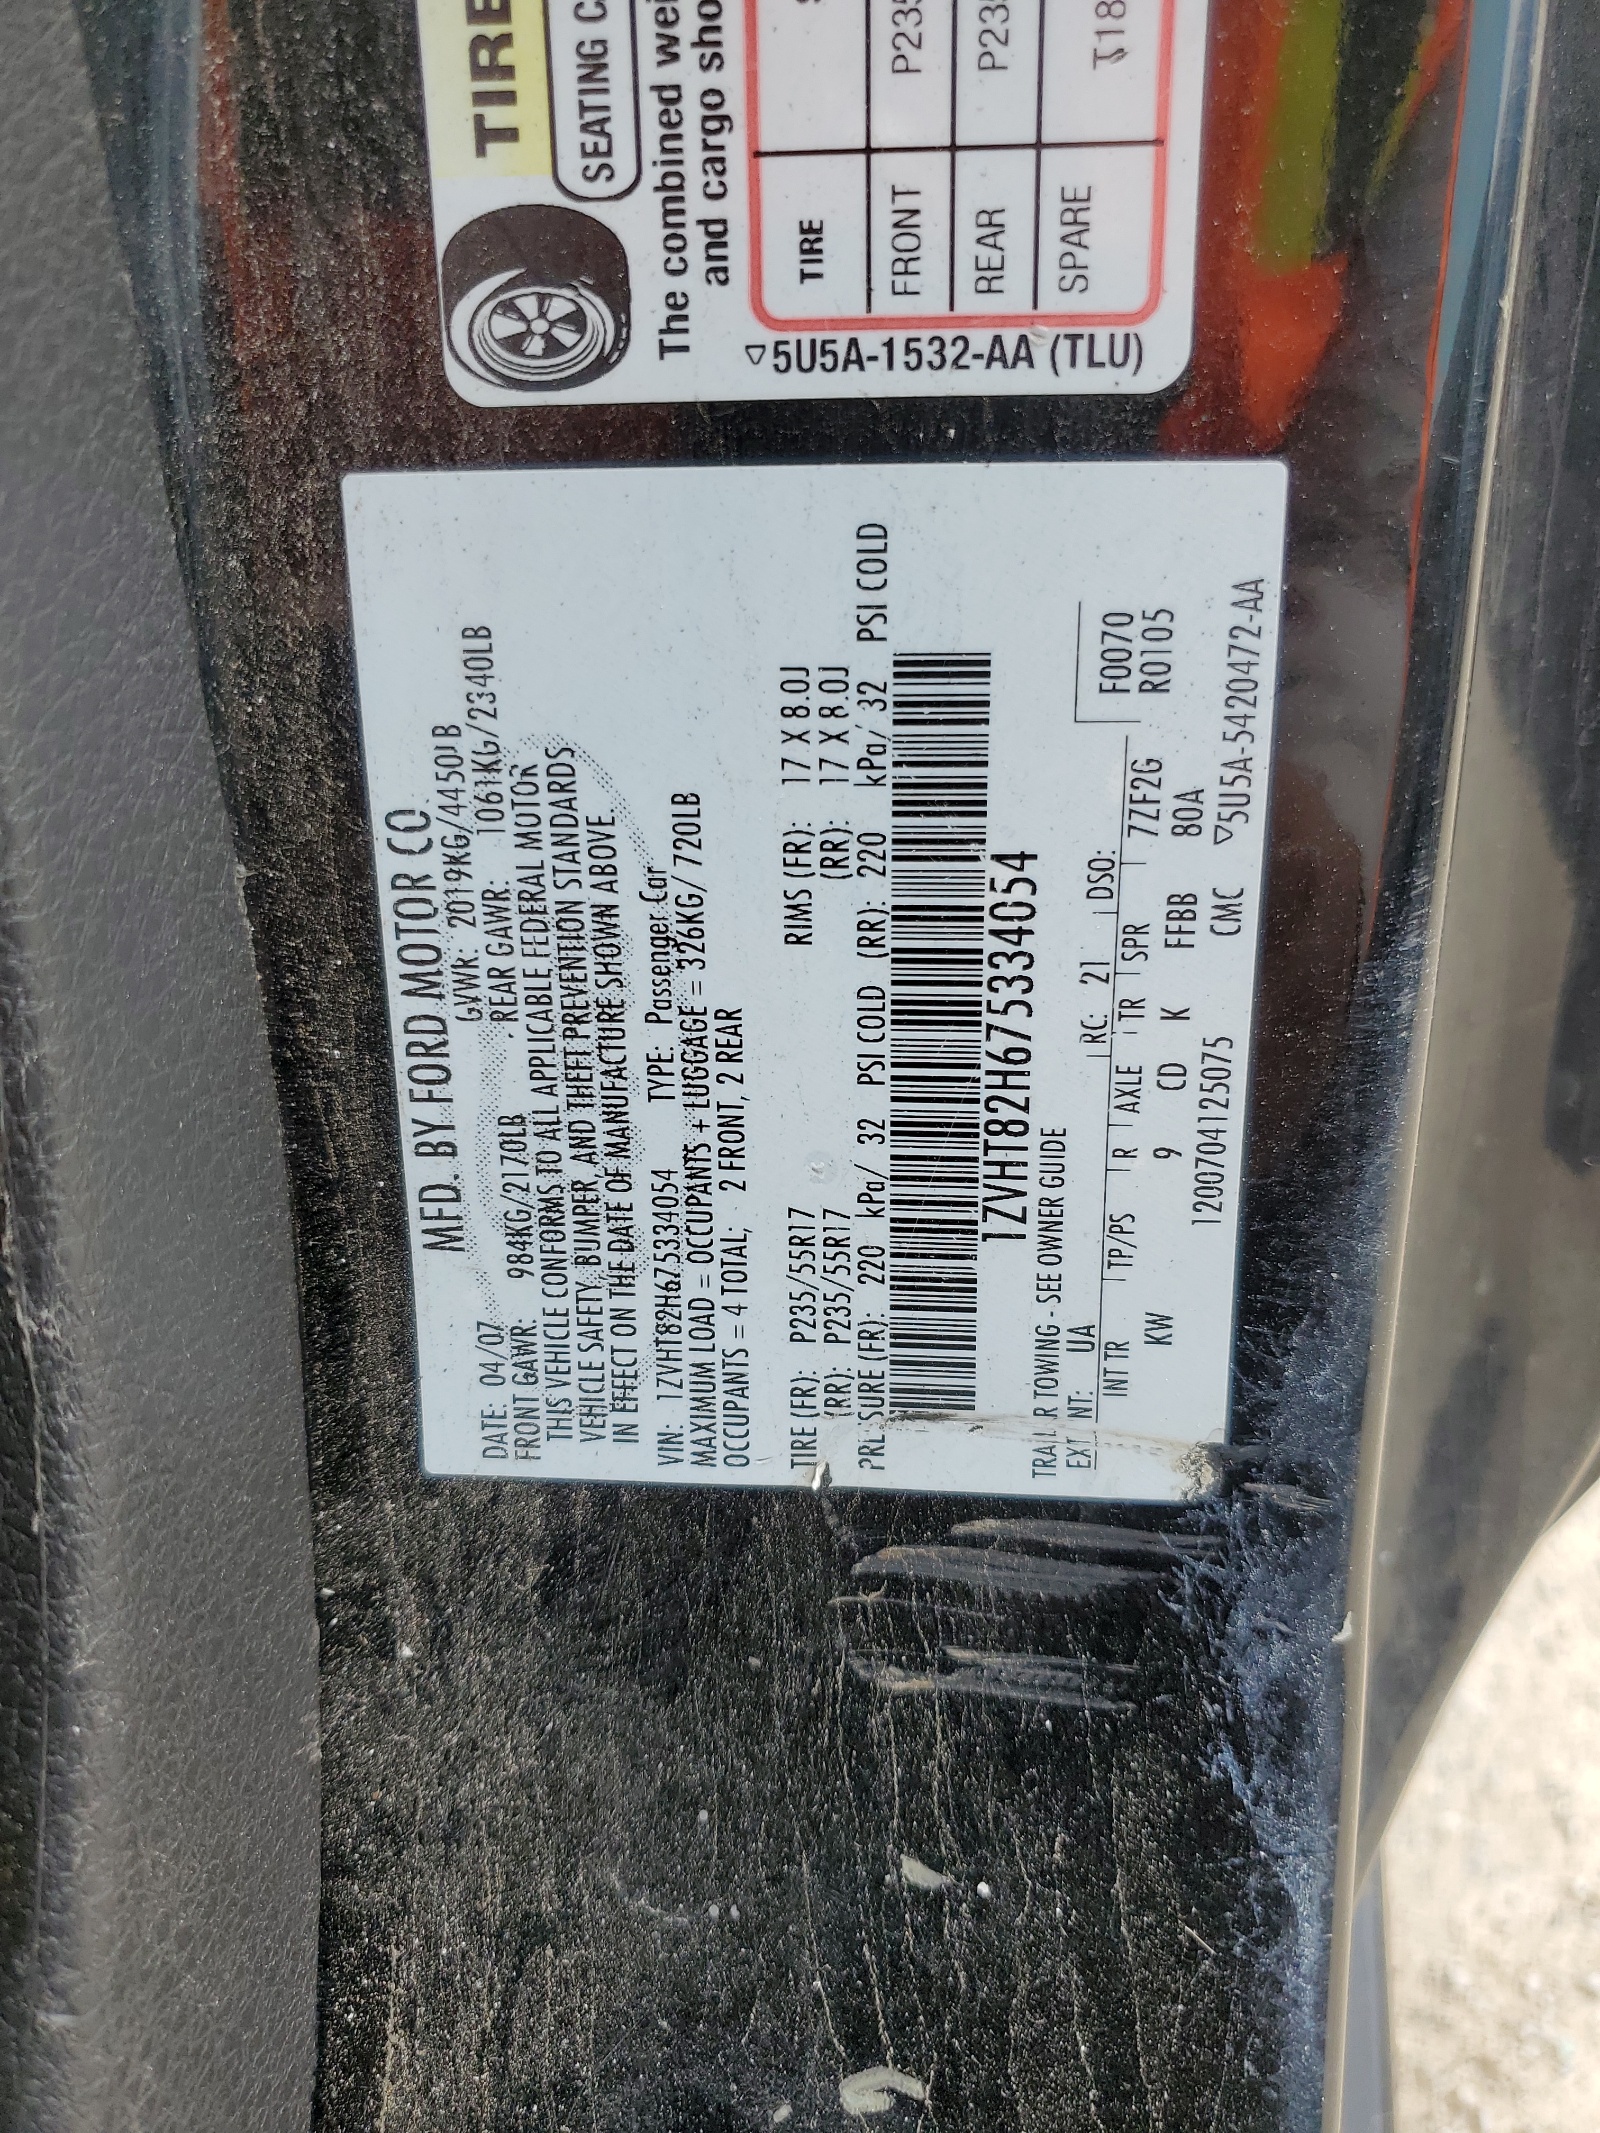 MFD. BY FORD MOTOR CO
DATE: 04/07 GVWR: 2019KG/4450LB
FRONT GAWR: 984KG/2170LB REAR GAWR: 1061KG/2340LB
THIS VEHICLE CONFORMS TO ALL APPLICABLE FEDERAL MOTOR
VEHICLE SAFETY, BUMPER, AND THEFT PREVENTION STANDARDS
IN EFFECT ON THE DATE OF MANUFACTURE SHOWN ABOVE.
VIN: 1ZVHT82H675334054 TYPE: Passenger Car
MAXIMUM LOAD = OCCUPANTS + LUGGAGE = 326KG/720LB
OCCUPANTS = 4 TOTAL; 2 FRONT, 2 REAR
TIRE (FR): P235/55R17 RIMS (FR): 17 X 8.0J
(RR): P235/55R17 (RR): 17 X 8.0J
PRESSURE (FR): 220 kPa/ 32 PSI COLD (RR): 220 kPa/ 32 PSI COLD
1ZVHT82H675334054
TRAILER TOWING - SEE OWNER GUIDE
EXT PNT: UA RC: 21 DSO:
INT TR TP/PS R AXLE TR SPR 7ZF2G F0070
KW 9 CD K FFBB 80A R0105
1200704125075 CMC ▽5U5A-5420472-AA
TIRE
SEATING
The combined
and cargo
TIRE
FRONT
REAR
SPARE
▽5U5A-1532-AA (TLU)